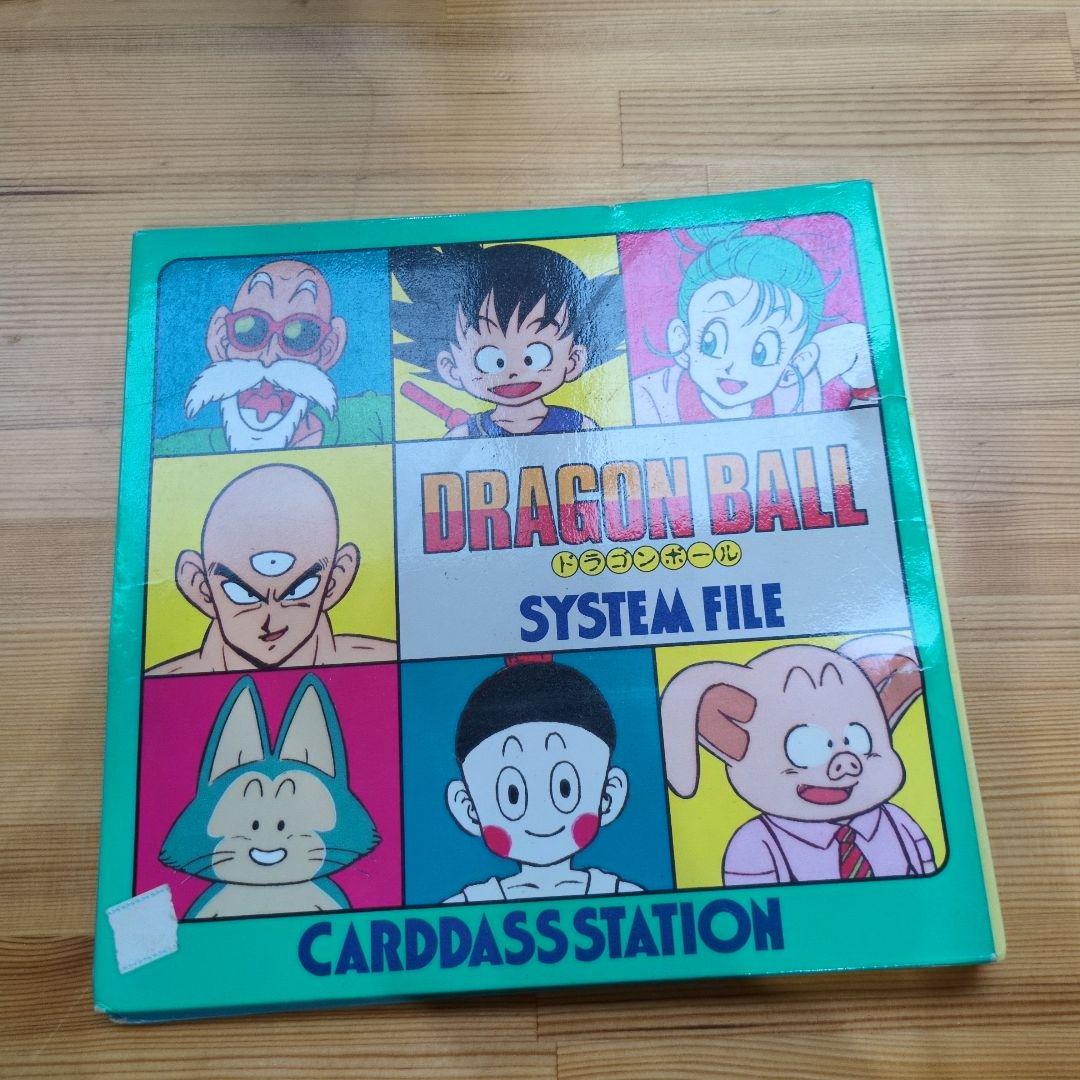 DRAGON BALL
ドラゴンボール
SYSTEM FILE
CARDDASS STATION